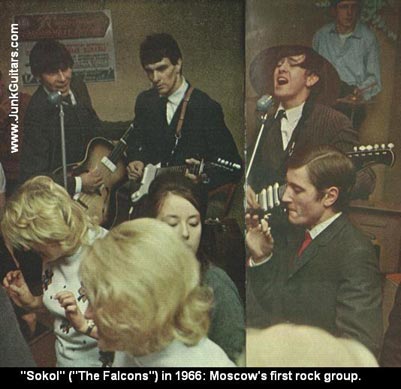 www.JunkGuitars.com
"Sokol" ("The Falcons") in 1966: Moscow's first rock group.